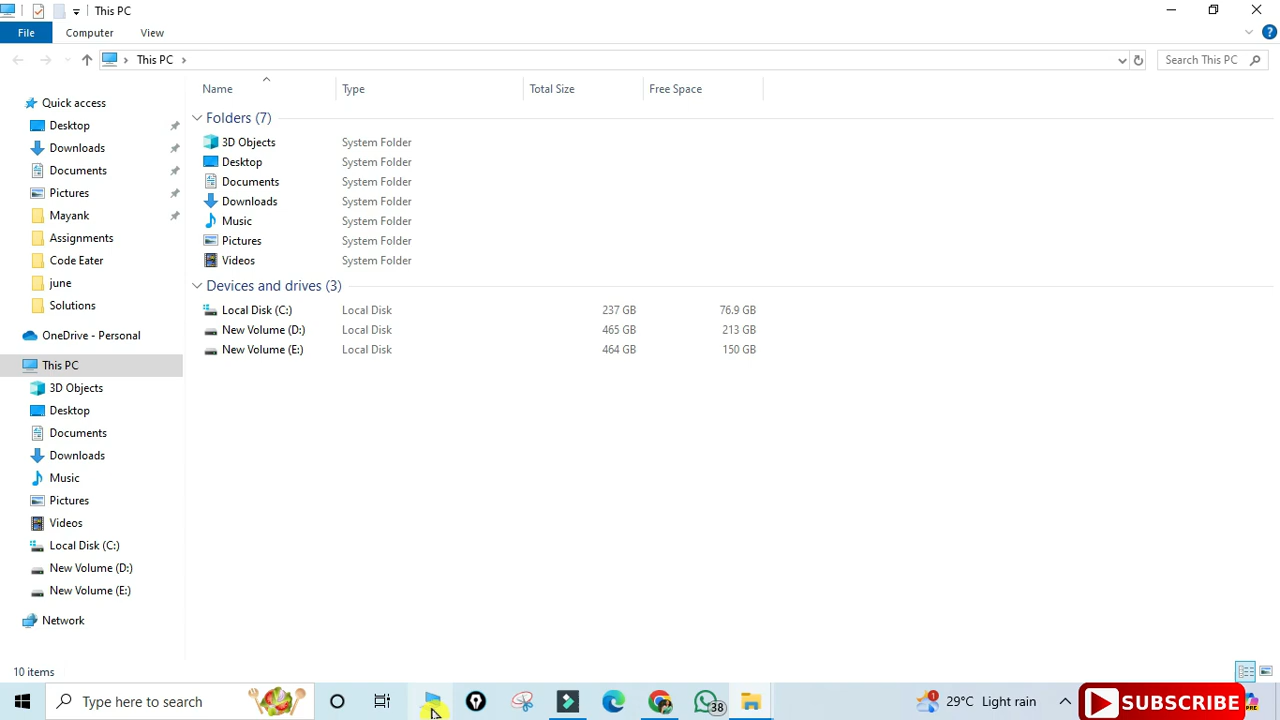 This PC
File Computer View
This PC
Search This PC
Name Type Total Size Free Space
Quick access
Desktop
Downloads
Documents
Pictures
Mayank
Assignments
Code Eater
june
Solutions
OneDrive - Personal
This PC
3D Objects
Desktop
Documents
Downloads
Music
Pictures
Videos
Local Disk (C:)
New Volume (D:)
New Volume (E:)
Network
Folders (7)
3D Objects System Folder
Desktop System Folder
Documents System Folder
Downloads System Folder
Music System Folder
Pictures System Folder
Videos System Folder
Devices and drives (3)
Local Disk (C:) Local Disk 237 GB 76.9 GB
New Volume (D:) Local Disk 465 GB 213 GB
New Volume (E:) Local Disk 464 GB 150 GB
10 items
Type here to search 38 1 29°C Light rain SUBSCRIBE PRE